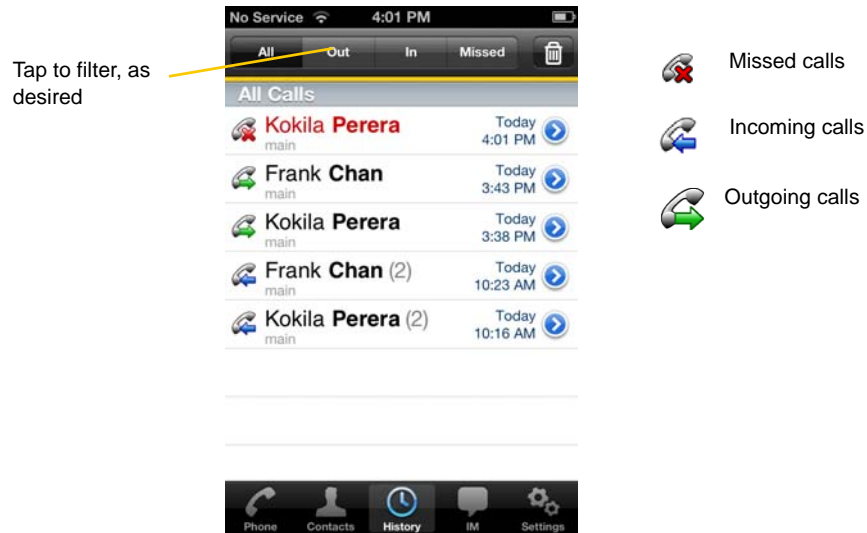 No Service 4:01 PM
All Out In Missed
Tap to filter, as
desired
All Calls
Kokila Perera
main
Today
4:01 PM
Frank Chan
main
Today
3:43 PM
Kokila Perera
main
Today
3:38 PM
Frank Chan (2)
main
Today
10:23 AM
Kokila Perera (2)
main
Today
10:16 AM
Phone Contacts History IM Settings
Missed calls
Incoming calls
Outgoing calls